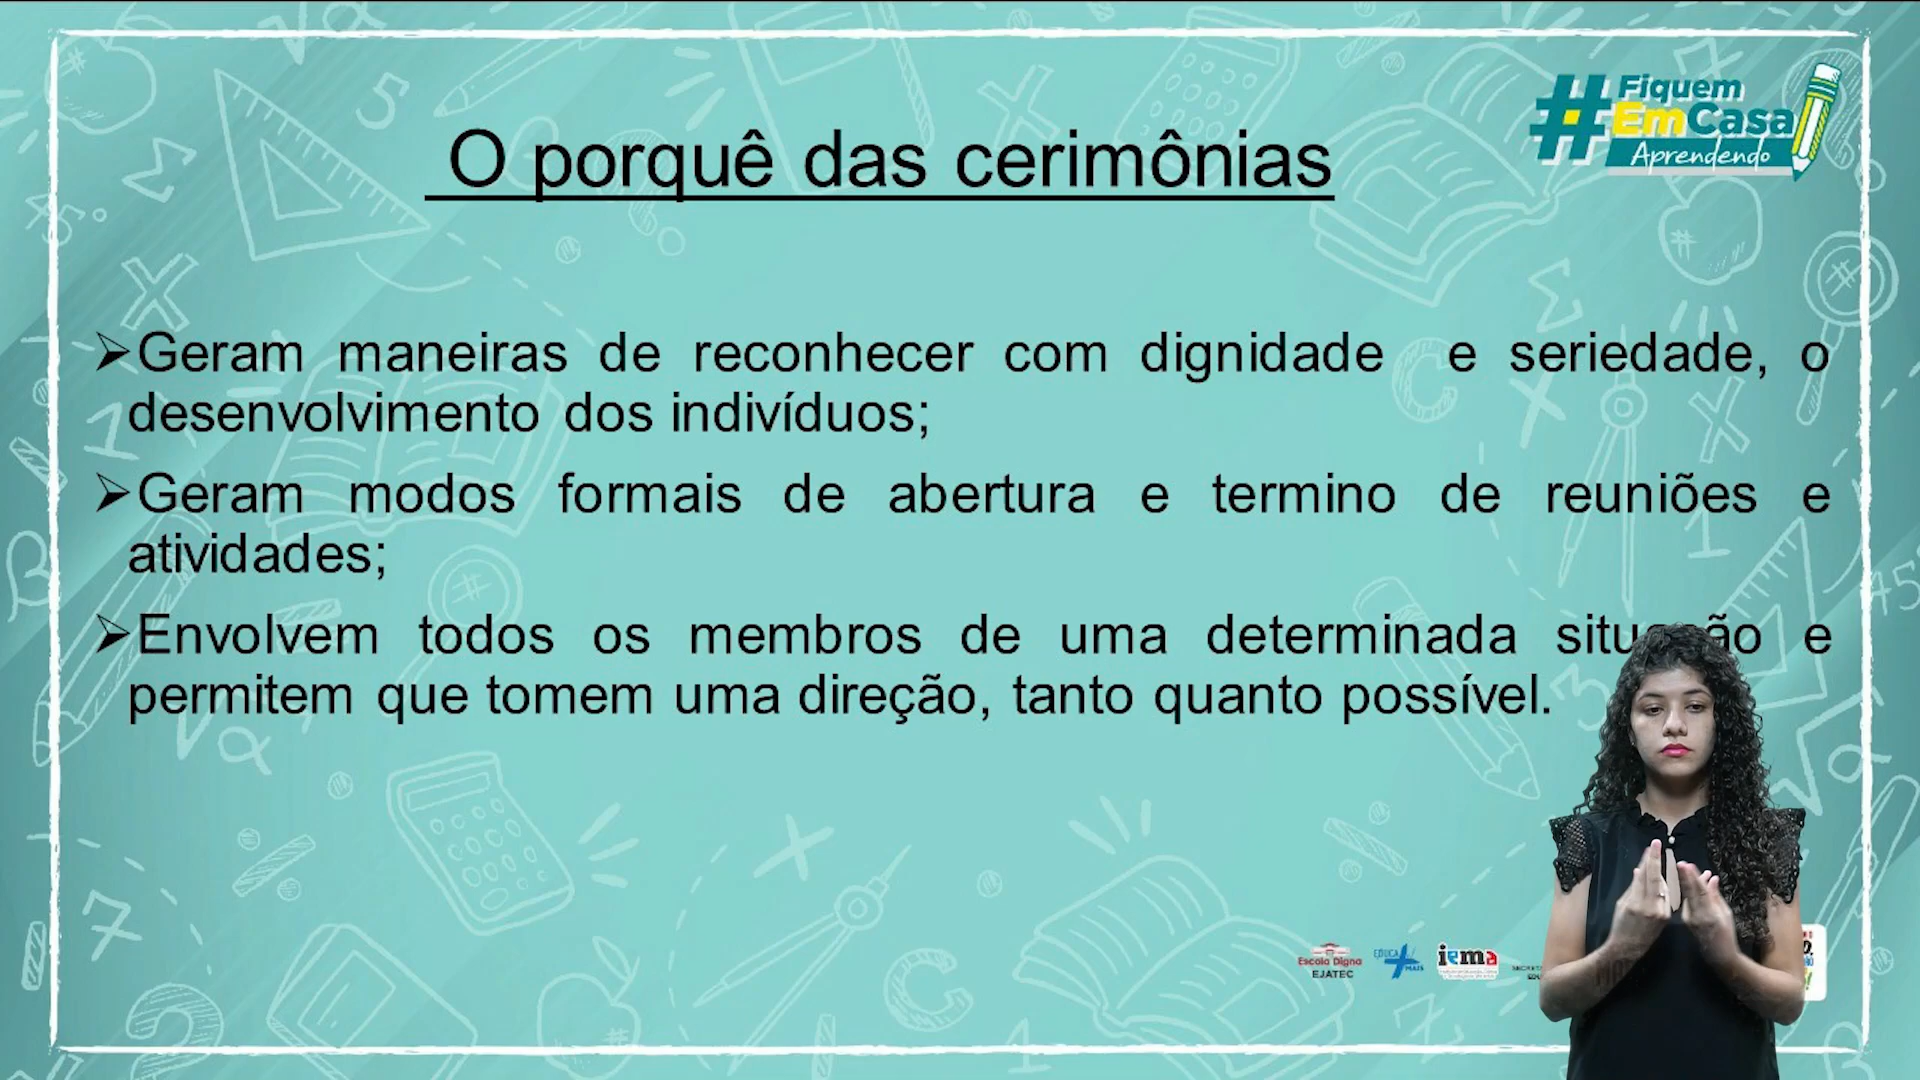 #Fiquem
EmCasa
Aprendendo
O porquê das cerimônias
➢Geram maneiras de reconhecer com dignidade e seriedade, o
desenvolvimento dos indivíduos;
➢Geram modos formais de abertura e termino de reuniões e
atividades;
➢Envolvem todos os membros de uma determinada e
permitem que tomem uma direção, tanto quanto possível.
Escola Digna
EJATEC
EDUCA
MAIS
iema